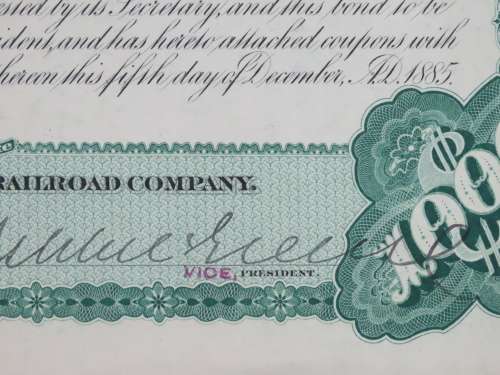 ested by its Secretary, and this bond to be
ident, and has hereto attached coupons with
hereon this fifth day of December, A.D. 1885.
RAILROAD COMPANY.
VICE, PRESIDENT.
$1000